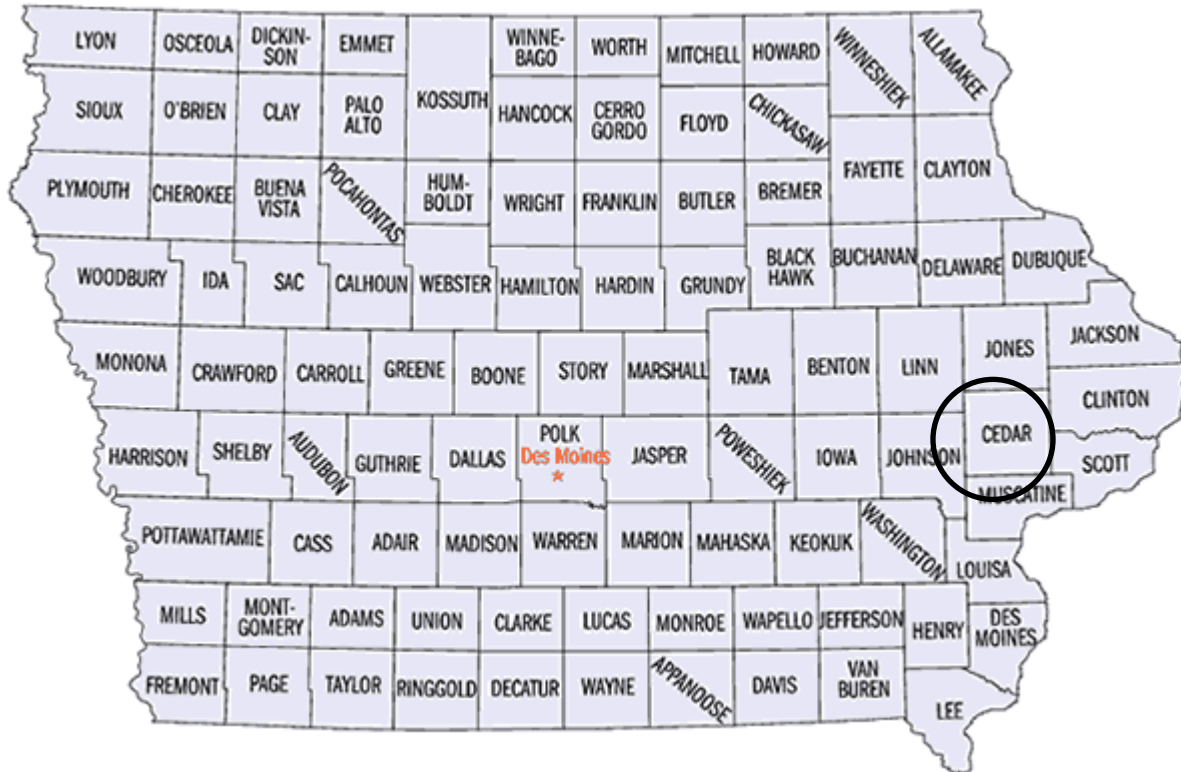 LYON
OSCEOLA
DICKIN-
SON
EMMET
KOSSUTH
WINNE-
BAGO
WORTH
MITCHELL
HOWARD
WINNESHIEK
ALLAMAKEE
SIOUX
O'BRIEN
CLAY
PALO
ALTO
HANCOCK
CERRO
GORDO
FLOYD
CHICKASAW
FAYETTE
CLAYTON
PLYMOUTH
CHEROKEE
BUENA
VISTA
POCAHONTAS
HUM-
BOLDT
WRIGHT
FRANKLIN
BUTLER
BREMER
WOODBURY
IDA
SAC
CALHOUN
WEBSTER
HAMILTON
HARDIN
GRUNDY
BLACK
HAWK
BUCHANAN
DELAWARE
DUBUQUE
MONONA
CRAWFORD
CARROLL
GREENE
BOONE
STORY
MARSHALL
TAMA
BENTON
LINN
JONES
JACKSON
CLINTON
HARRISON
SHELBY
AUDUBON
GUTHRIE
DALLAS
POLK
Des Moines
JASPER
POWESHIEK
IOWA
JOHNSON
CEDAR
SCOTT
MUSCATINE
POTTAWATTAMIE
CASS
ADAIR
MADISON
WARREN
MARION
MAHASKA
KEOKUK
WASHINGTON
LOUISA
MILLS
MONT-
GOMERY
ADAMS
UNION
CLARKE
LUCAS
MONROE
WAPELLO
JEFFERSON
HENRY
DES
MOINES
FREMONT
PAGE
TAYLOR
RINGGOLD
DECATUR
WAYNE
APPANOOSE
DAVIS
VAN
BUREN
LEE